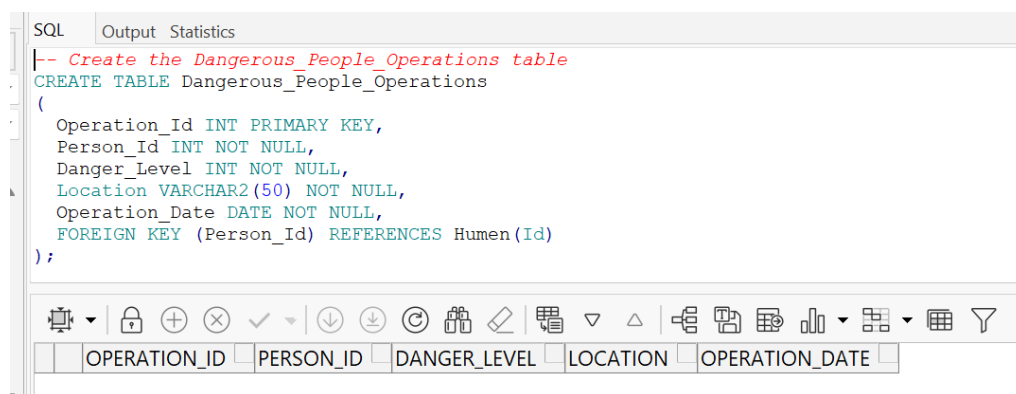 SQL Output Statistics
-- Create the Dangerous_People_Operations table
CREATE TABLE Dangerous_People_Operations
(
Operation_Id INT PRIMARY KEY,
Person_Id INT NOT NULL,
Danger_Level INT NOT NULL,
Location VARCHAR2(50) NOT NULL,
Operation_Date DATE NOT NULL,
FOREIGN KEY (Person_Id) REFERENCES Humen(Id)
);
OPERATION_ID PERSON_ID DANGER_LEVEL LOCATION OPERATION_DATE